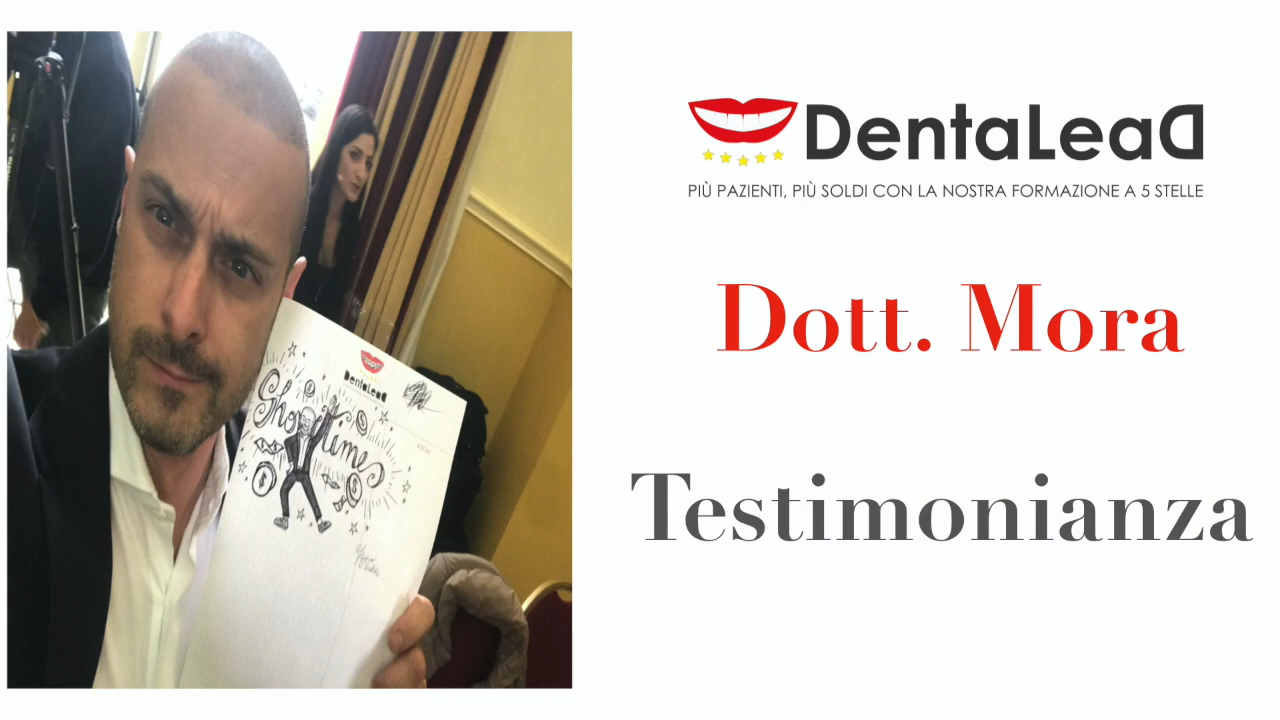 DentaLeaD
PIÙ PAZIENTI, PIÙ SOLDI CON LA NOSTRA FORMAZIONE A 5 STELLE
Dott. Mora
Testimonianza
DentaLeaD
Show Time